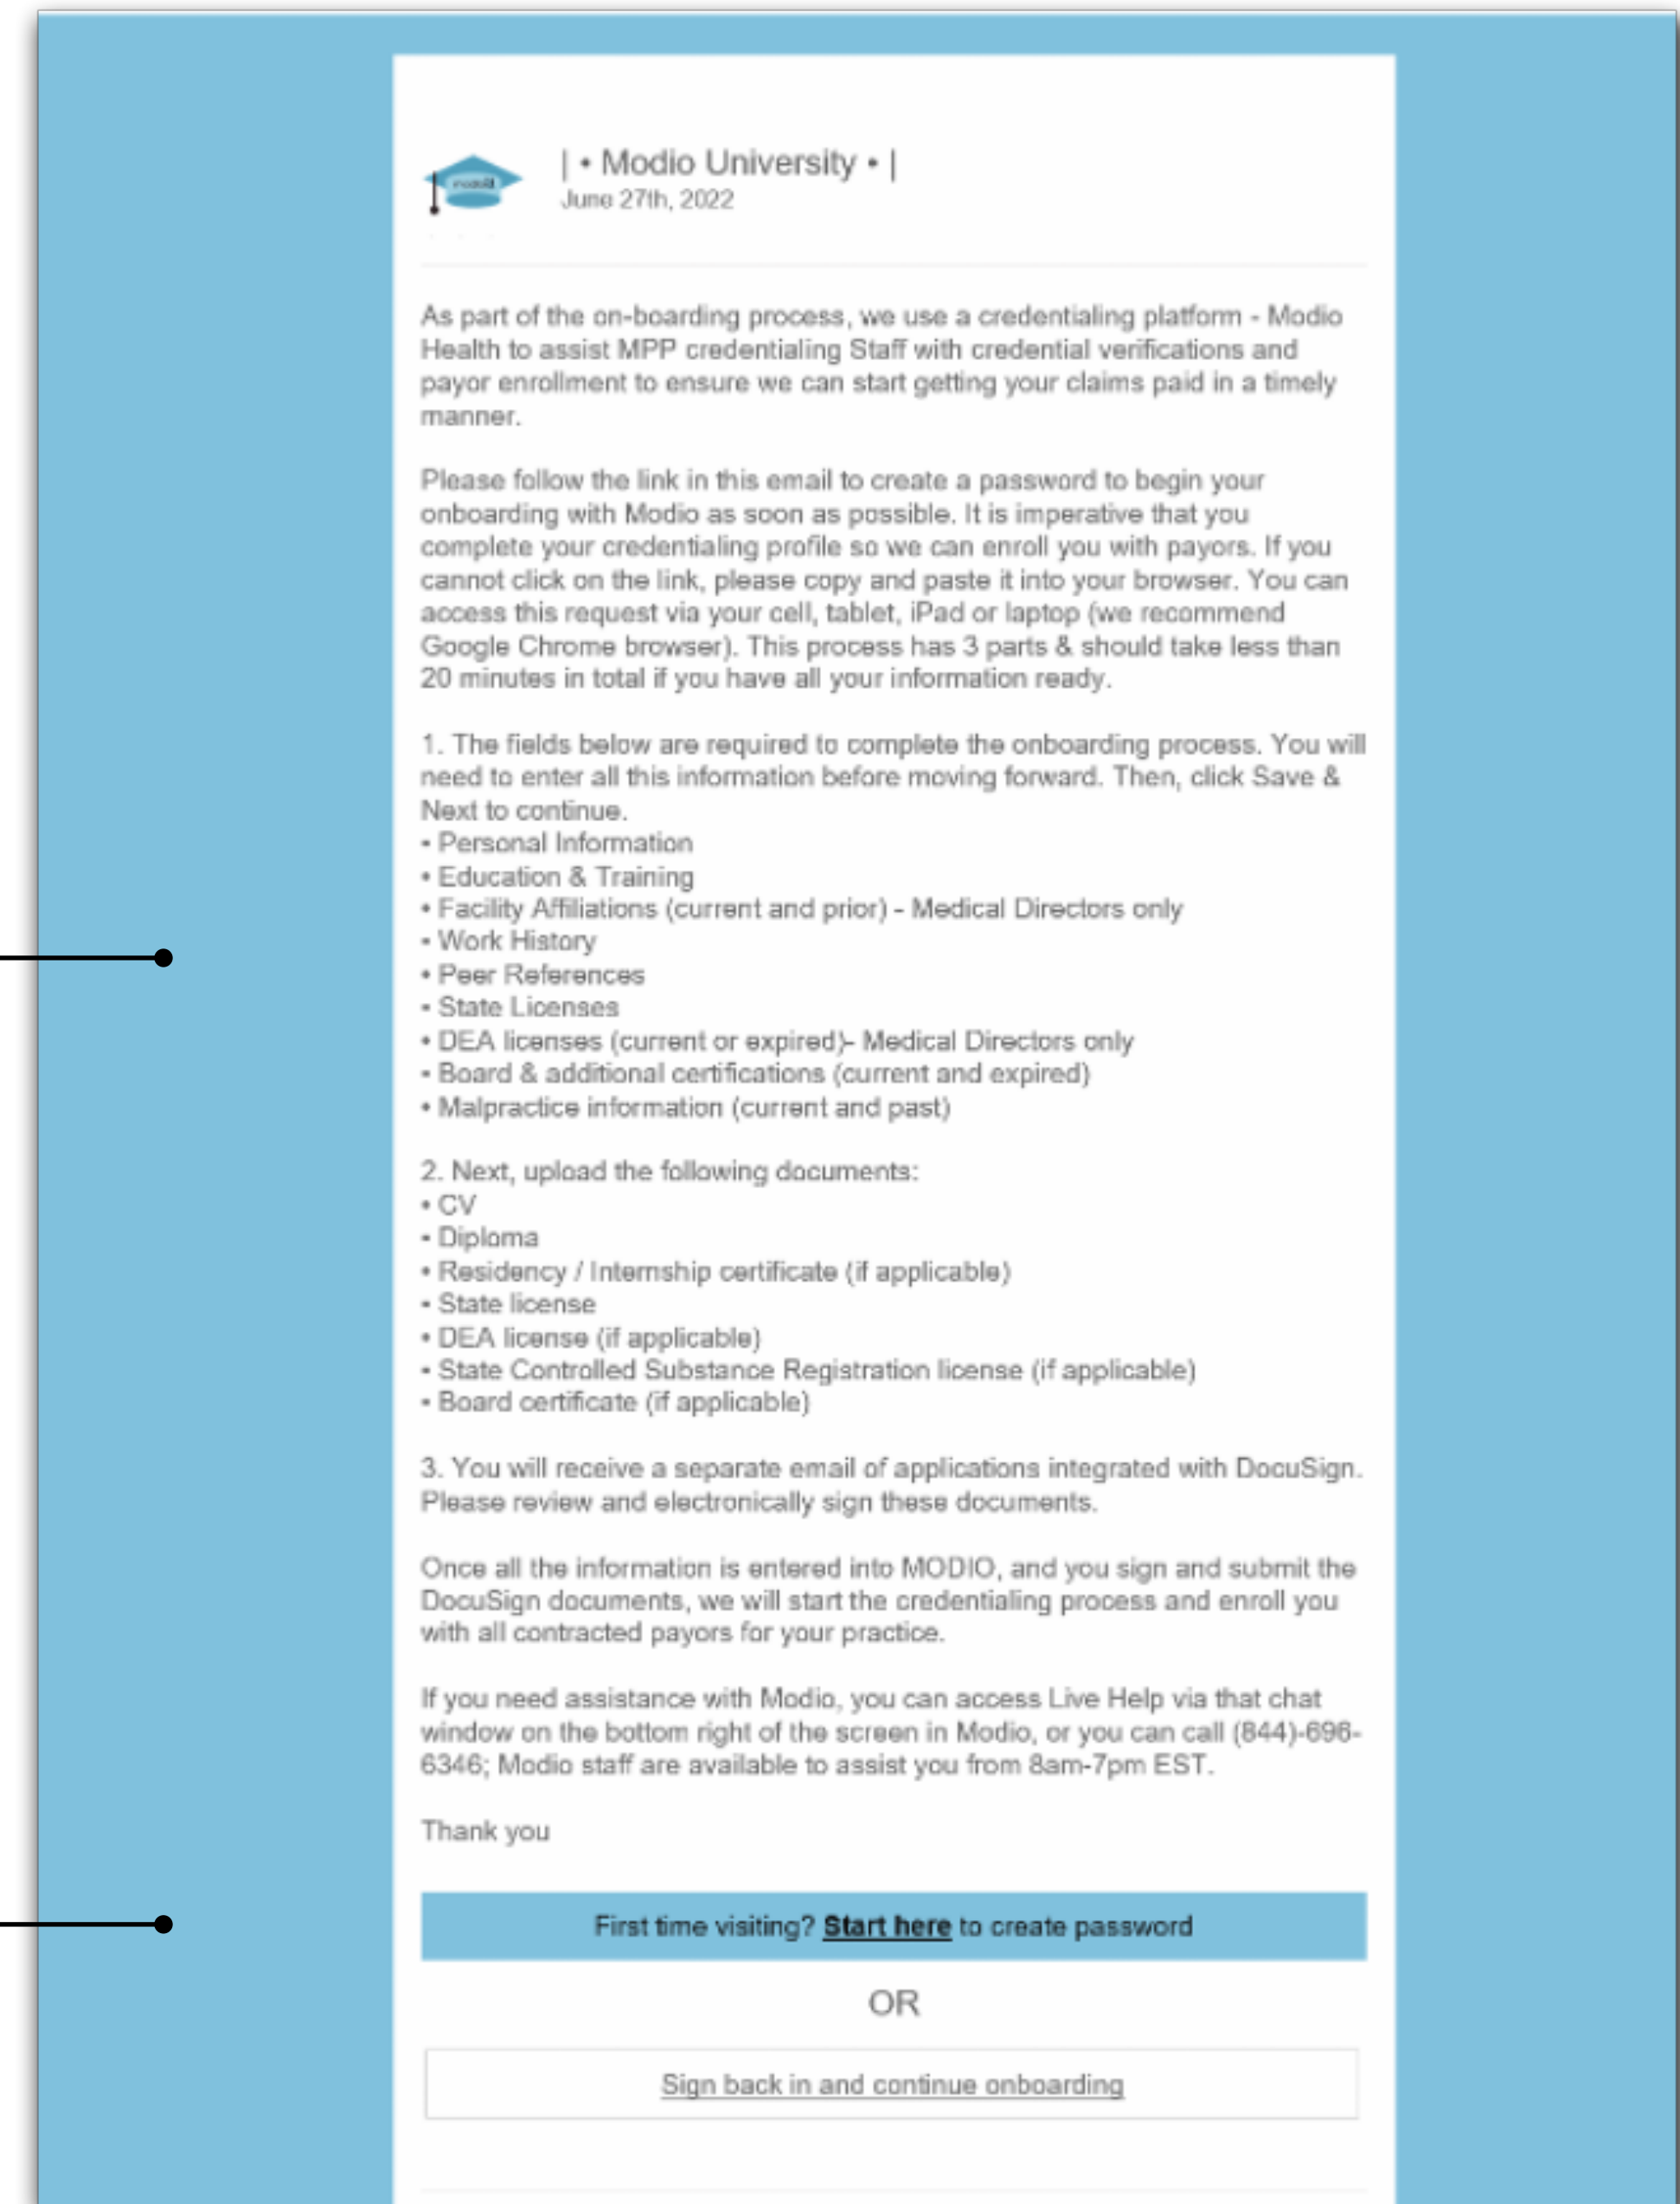 modio
| • Modio University • |
June 27th, 2022
As part of the on-boarding process, we use a credentialing platform - Modio
Health to assist MPP credentialing Staff with credential verifications and
payor enrollment to ensure we can start getting your claims paid in a timely
manner.
Please follow the link in this email to create a password to begin your
onboarding with Modio as soon as possible. It is imperative that you
complete your credentialing profile so we can enroll you with payors. If you
cannot click on the link, please copy and paste it into your browser. You can
access this request via your cell, tablet, iPad or laptop (we recommend
Google Chrome browser). This process has 3 parts & should take less than
20 minutes in total if you have all your information ready.
1. The fields below are required to complete the onboarding process. You will
need to enter all this information before moving forward. Then, click Save &
Next to continue.
• Personal Information
• Education & Training
• Facility Affiliations (current and prior) - Medical Directors only
• Work History
• Peer References
• State Licenses
• DEA licenses (current or expired)- Medical Directors only
• Board & additional certifications (current and expired)
• Malpractice information (current and past)
2. Next, upload the following documents:
• CV
• Diploma
• Residency / Internship certificate (if applicable)
• State license
• DEA license (if applicable)
• State Controlled Substance Registration license (if applicable)
• Board certificate (if applicable)
3. You will receive a separate email of applications integrated with DocuSign.
Please review and electronically sign these documents.
Once all the information is entered into MODIO, and you sign and submit the
DocuSign documents, we will start the credentialing process and enroll you
with all contracted payors for your practice.
If you need assistance with Modio, you can access Live Help via that chat
window on the bottom right of the screen in Modio, or you can call (844)-696-
6346; Modio staff are available to assist you from 8am-7pm EST.
Thank you
First time visiting? Start here to create password
OR
Sign back in and continue onboarding